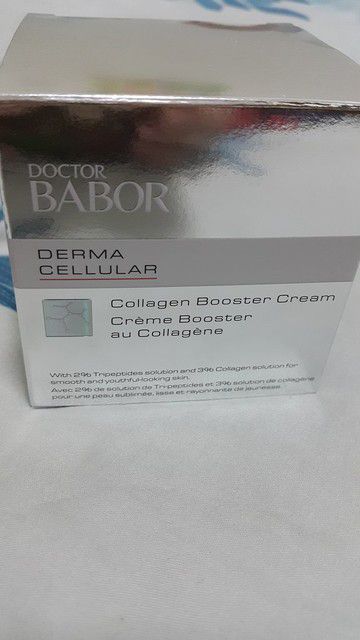 DOCTOR
BABOR
DERMA
CELLULAR
Collagen Booster Cream
Crème Booster
au Collagène
With 2% Tripeptides solution and 3% Collagen solution for
smooth and youthful-looking skin.
Avec 2% de solution de Tri-peptides et 3% solution de collagène
pour une peau sublimée, lisse et rayonnante de jeunesse.